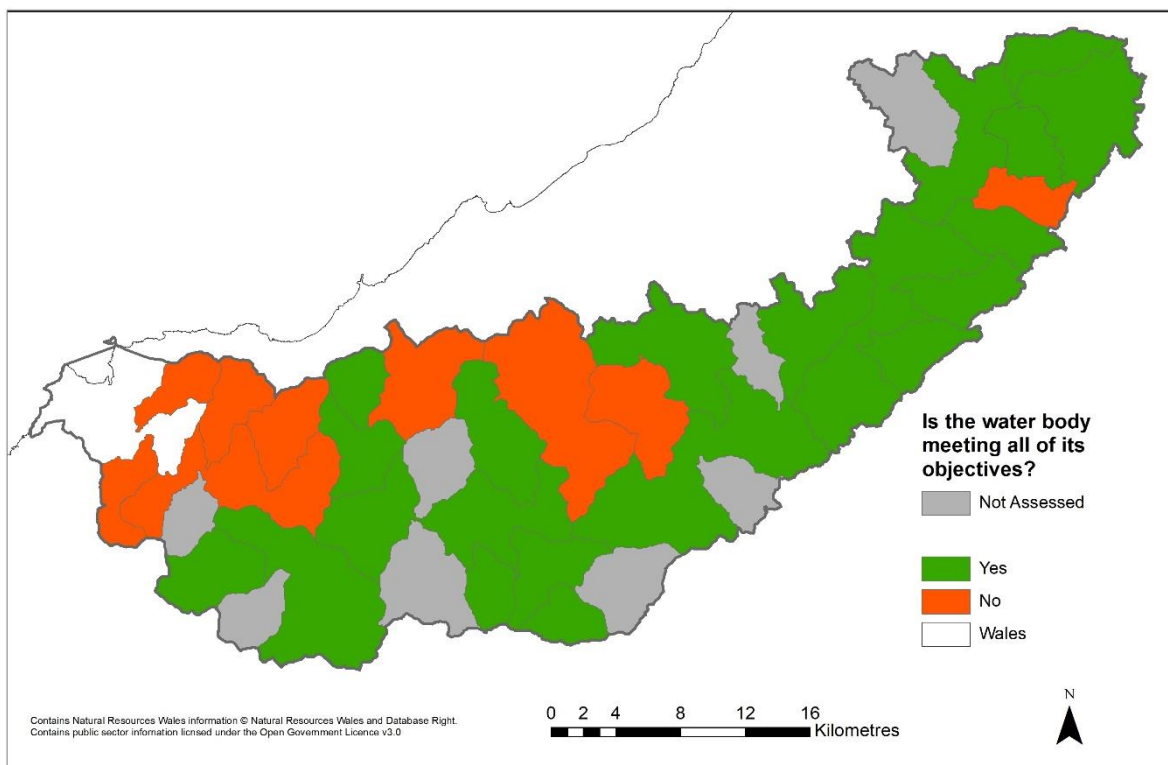 Is the water body
meeting all of its
objectives?
Not Assessed
Yes
No
Wales
Contains Natural Resources Wales information © Natural Resources Wales and Database Right.
Contains public sector infomation licnsed under the Open Government Licence v3.0
0 2 4 8 12 16
Kilometres
N